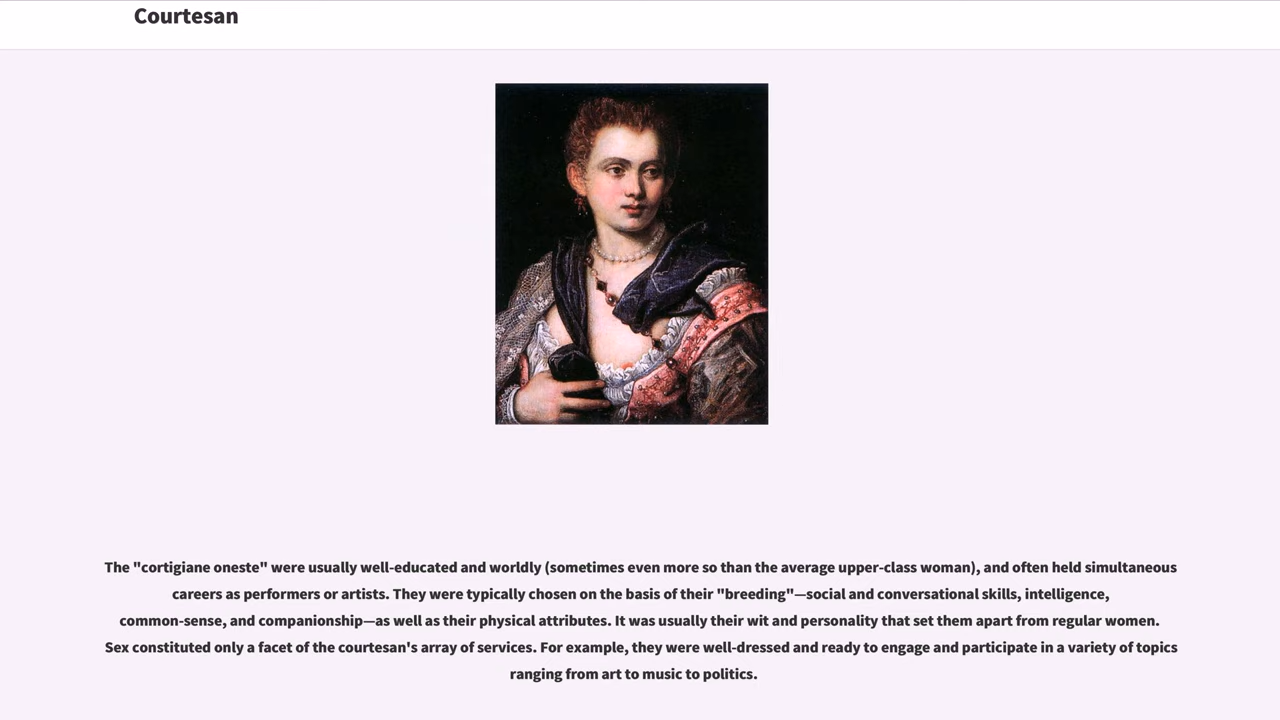 Courtesan
The "cortigiane oneste" were usually well-educated and worldly (sometimes even more so than the average upper-class woman), and often held simultaneous
careers as performers or artists. They were typically chosen on the basis of their "breeding"—social and conversational skills, intelligence,
common-sense, and companionship—as well as their physical attributes. It was usually their wit and personality that set them apart from regular women.
Sex constituted only a facet of the courtesan's array of services. For example, they were well-dressed and ready to engage and participate in a variety of topics
ranging from art to music to politics.